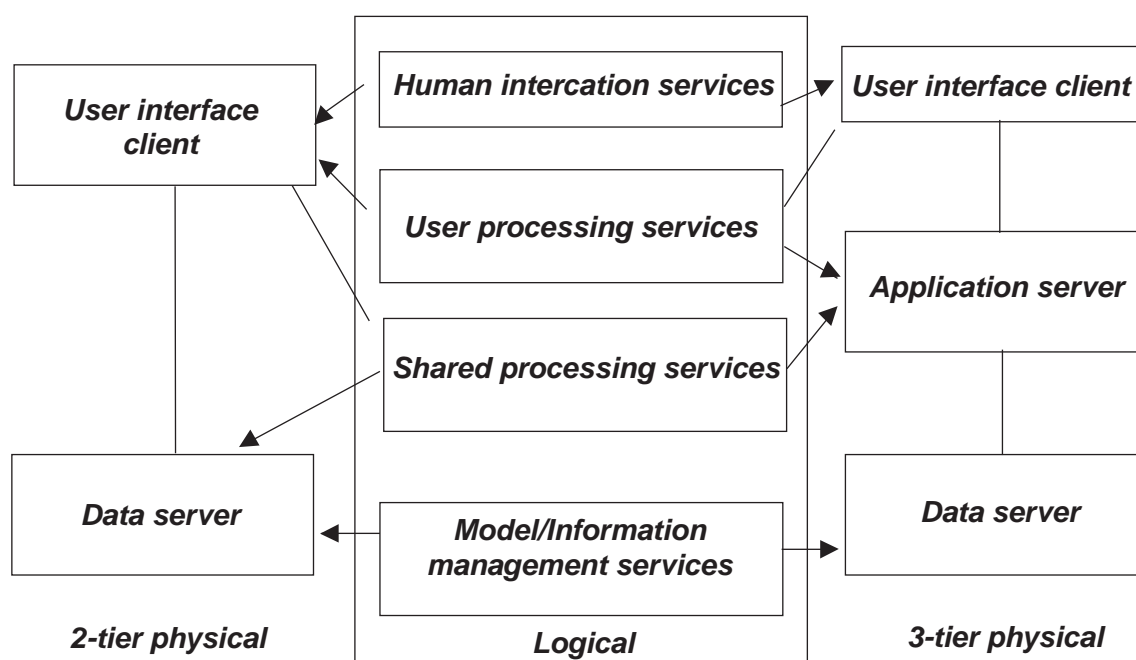 User interface
client
Data server
2-tier physical
Human intercation services
User processing services
Shared processing services
Model/Information
management services
Logical
User interface client
Application server
Data server
3-tier physical